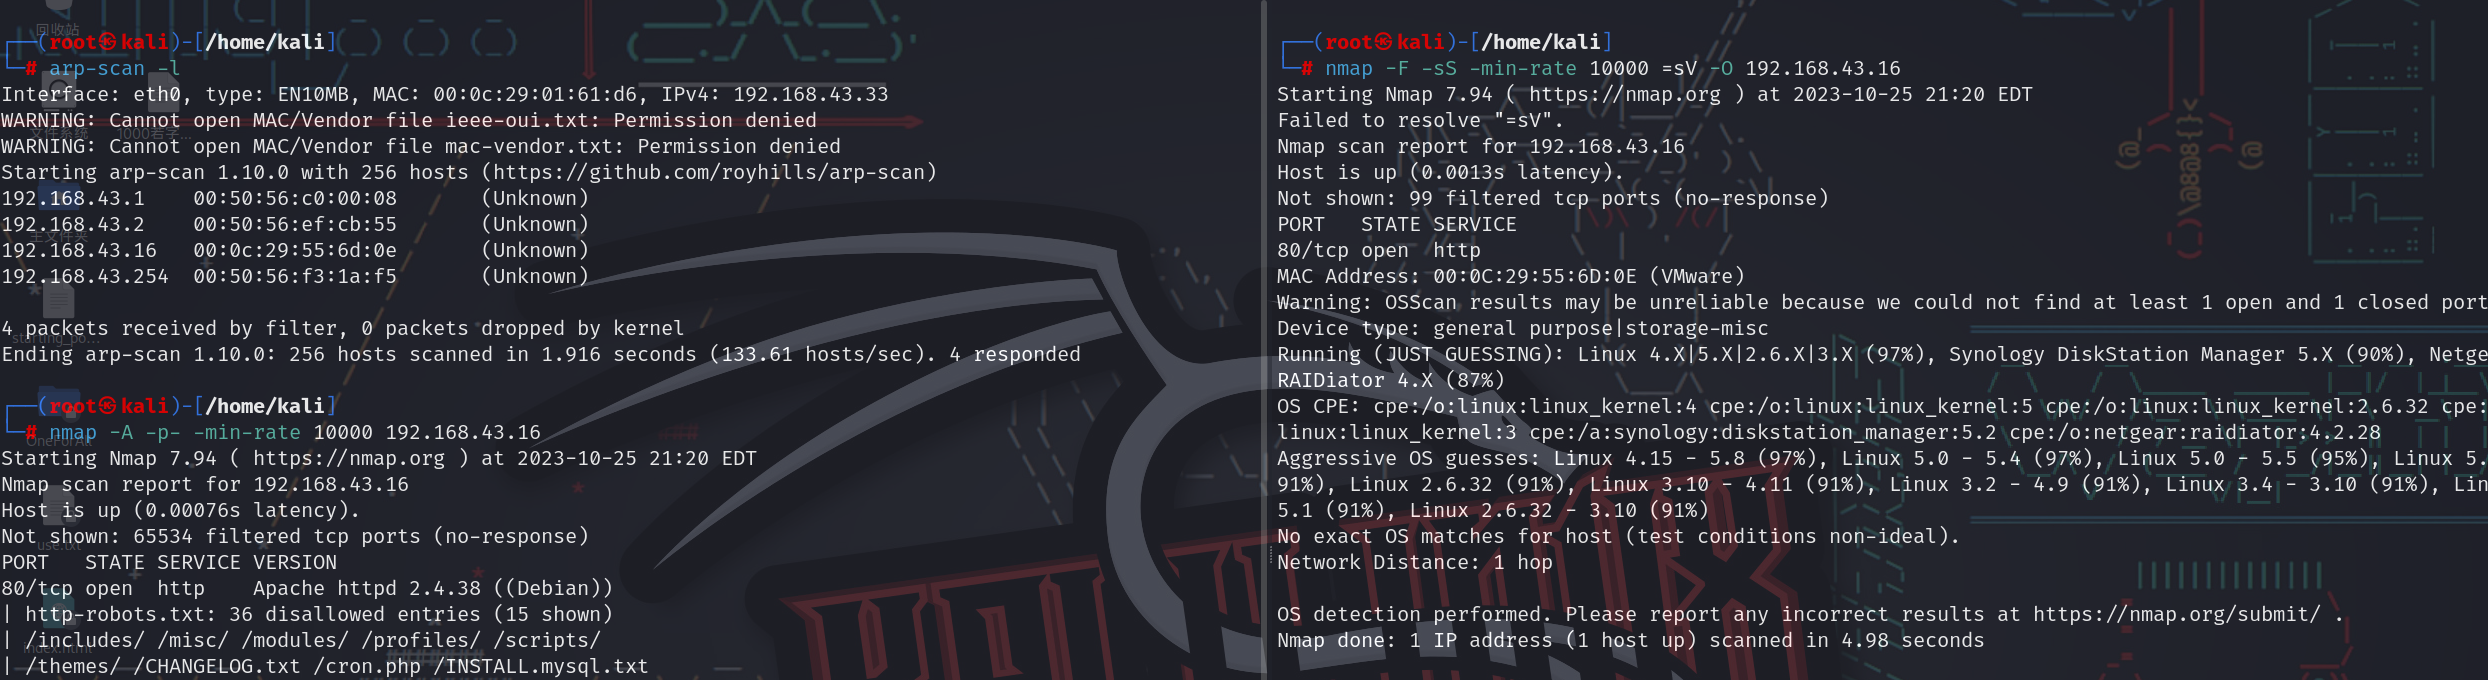 ┌──(root㉿kali)-[/home/kali]
└─# arp-scan -l
Interface: eth0, type: EN10MB, MAC: 00:0c:29:01:61:d6, IPv4: 192.168.43.33
WARNING: Cannot open MAC/Vendor file ieee-oui.txt: Permission denied
WARNING: Cannot open MAC/Vendor file mac-vendor.txt: Permission denied
Starting arp-scan 1.10.0 with 256 hosts (https://github.com/royhills/arp-scan)
192.168.43.1    00:50:56:c0:00:08       (Unknown)
192.168.43.2    00:50:56:ef:cb:55       (Unknown)
192.168.43.16   00:0c:29:55:6d:0e       (Unknown)
192.168.43.254  00:50:56:f3:1a:f5       (Unknown)
4 packets received by filter, 0 packets dropped by kernel
Ending arp-scan 1.10.0: 256 hosts scanned in 1.916 seconds (133.61 hosts/sec). 4 responded
┌──(root㉿kali)-[/home/kali]
└─# nmap -A -p- -min-rate 10000 192.168.43.16
Starting Nmap 7.94 ( https://nmap.org ) at 2023-10-25 21:20 EDT
Nmap scan report for 192.168.43.16
Host is up (0.00076s latency).
Not shown: 65534 filtered tcp ports (no-response)
PORT   STATE SERVICE VERSION
80/tcp open  http    Apache httpd 2.4.38 ((Debian))
| http-robots.txt: 36 disallowed entries (15 shown)
| /includes/ /misc/ /modules/ /profiles/ /scripts/
| /themes/ /CHANGELOG.txt /cron.php /INSTALL.mysql.txt
┌──(root㉿kali)-[/home/kali]
└─# nmap -F -sS -min-rate 10000 =sV -O 192.168.43.16
Starting Nmap 7.94 ( https://nmap.org ) at 2023-10-25 21:20 EDT
Failed to resolve "=sV".
Nmap scan report for 192.168.43.16
Host is up (0.0013s latency).
Not shown: 99 filtered tcp ports (no-response)
PORT   STATE SERVICE
80/tcp open  http
MAC Address: 00:0C:29:55:6D:0E (VMware)
Warning: OSScan results may be unreliable because we could not find at least 1 open and 1 closed port
Device type: general purpose|storage-misc
Running (JUST GUESSING): Linux 4.X|5.X|2.6.X|3.X (97%), Synology DiskStation Manager 5.X (90%), Netge
RAIDiator 4.X (87%)
OS CPE: cpe:/o:linux:linux_kernel:4 cpe:/o:linux:linux_kernel:5 cpe:/o:linux:linux_kernel:2.6.32 cpe:
linux:linux_kernel:3 cpe:/a:synology:diskstation_manager:5.2 cpe:/o:netgear:raidiator:4.2.28
Aggressive OS guesses: Linux 4.15 - 5.8 (97%), Linux 5.0 - 5.4 (97%), Linux 5.0 - 5.5 (95%), Linux 5.
91%), Linux 2.6.32 (91%), Linux 3.10 - 4.11 (91%), Linux 3.2 - 4.9 (91%), Linux 3.4 - 3.10 (91%), Lin
5.1 (91%), Linux 2.6.32 - 3.10 (91%)
No exact OS matches for host (test conditions non-ideal).
Network Distance: 1 hop
OS detection performed. Please report any incorrect results at https://nmap.org/submit/ .
Nmap done: 1 IP address (1 host up) scanned in 4.98 seconds
回收站
文件系统
1000若字...
主文件夹
starting_po...
OneForAll
use.txt
index.html